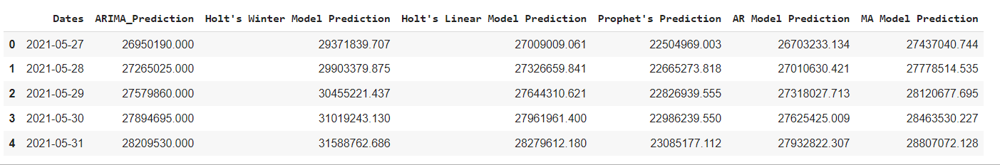 Dates ARIMA_Prediction Holt's Winter Model Prediction Holt's Linear Model Prediction Prophet's Prediction AR Model Prediction MA Model Prediction
0 2021-05-27 26950190.000 29371839.707 27009009.061 22504969.003 26703233.134 27437040.744
1 2021-05-28 27265025.000 29903379.875 27326659.841 22665273.818 27010630.421 27778514.535
2 2021-05-29 27579860.000 30455221.437 27644310.621 22826939.555 27318027.713 28120677.695
3 2021-05-30 27894695.000 31019243.130 27961961.400 22986239.550 27625425.009 28463530.227
4 2021-05-31 28209530.000 31588762.686 28279612.180 23085177.112 27932822.307 28807072.128